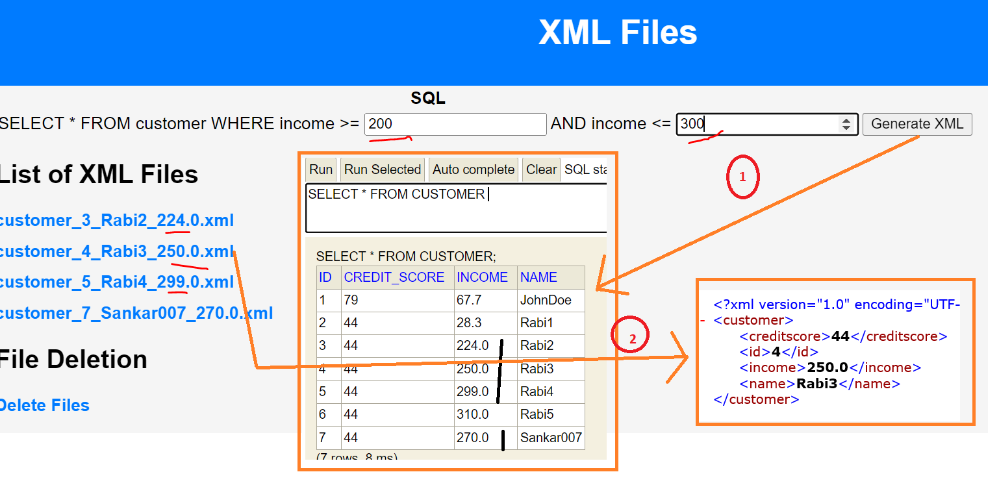 XML Files
SQL
SELECT * FROM customer WHERE income >= 200 AND income <= 300 Generate XML
List of XML Files
customer_3_Rabi2_224.0.xml
customer_4_Rabi3_250.0.xml
customer_5_Rabi4_299.0.xml
customer_7_Sankar007_270.0.xml
File Deletion
Delete Files
Run Run Selected Auto complete Clear SQL sta
SELECT * FROM CUSTOMER
SELECT * FROM CUSTOMER;
ID CREDIT_SCORE INCOME NAME
1 79 67.7 JohnDoe
2 44 28.3 Rabi1
3 44 224.0 Rabi2
4 44 250.0 Rabi3
5 44 299.0 Rabi4
6 44 310.0 Rabi5
7 44 270.0 Sankar007
(7 rows, 8 ms)
1
2
<?xml version="1.0" encoding="UTF-
- <customer>
<creditscore>44</creditscore>
<id>4</id>
<income>250.0</income>
<name>Rabi3</name>
</customer>